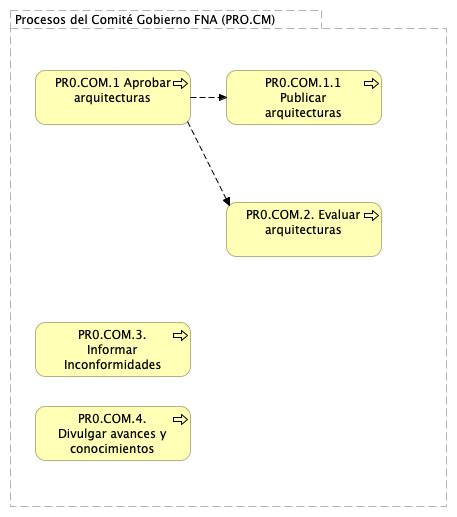 Procesos del Comité Gobierno FNA (PRO.CM)
PR0.COM.1 Aprobar
arquitecturas
PR0.COM.1.1
Publicar
arquitecturas
PR0.COM.2. Evaluar
arquitecturas
PR0.COM.3.
Informar
Inconformidades
PR0.COM.4.
Divulgar avances y
conocimientos